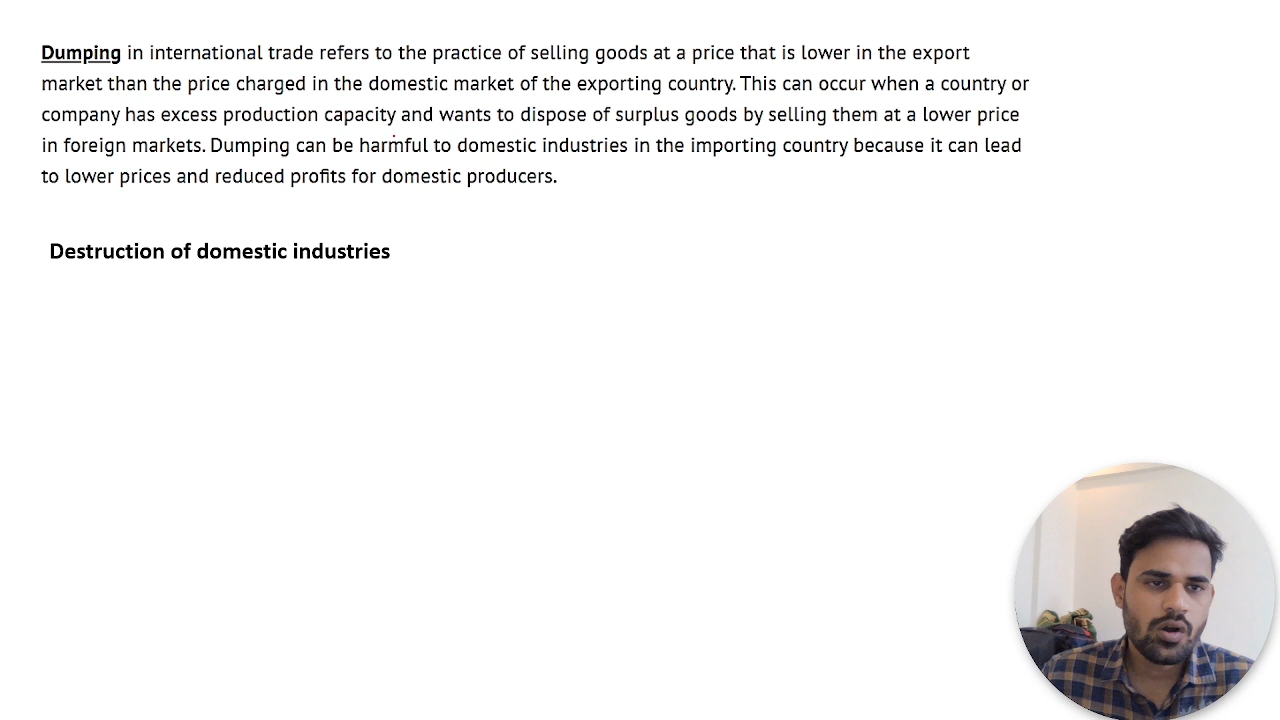 Dumping in international trade refers to the practice of selling goods at a price that is lower in the export
market than the price charged in the domestic market of the exporting country. This can occur when a country or
company has excess production capacity and wants to dispose of surplus goods by selling them at a lower price
in foreign markets. Dumping can be harmful to domestic industries in the importing country because it can lead
to lower prices and reduced profits for domestic producers.
Destruction of domestic industries